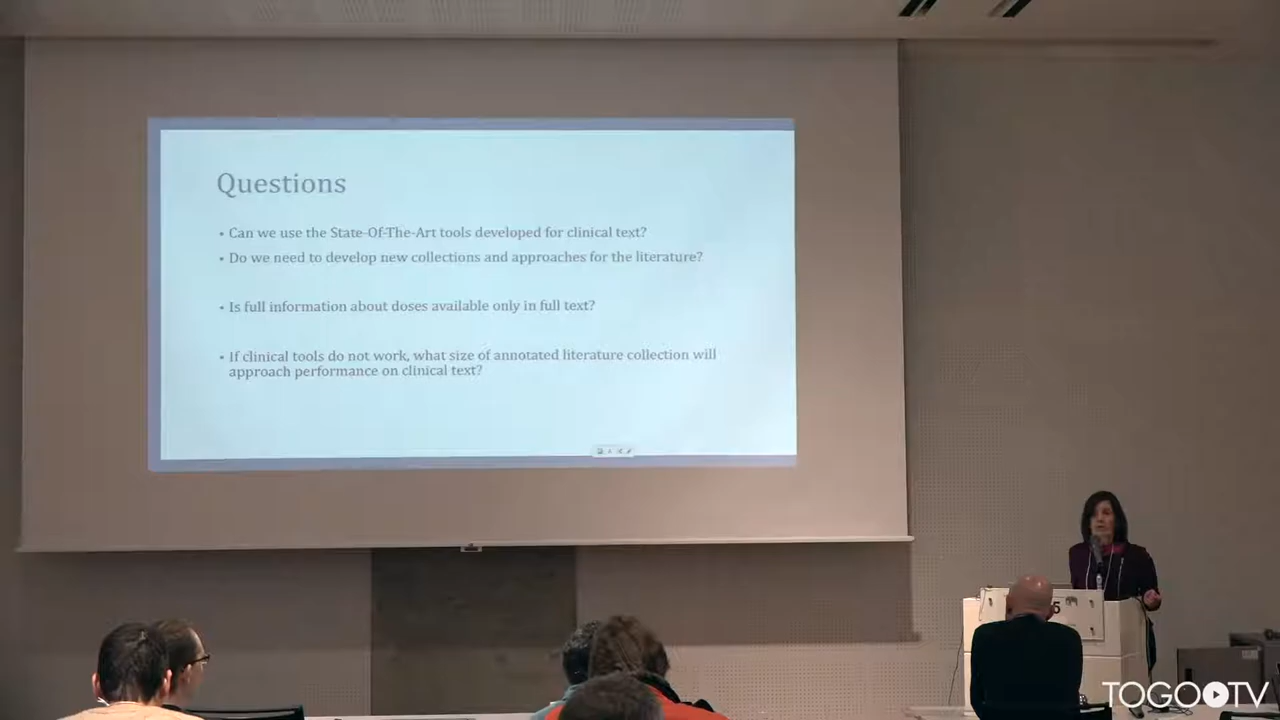 Questions
• Can we use the State-Of-The-Art tools developed for clinical text?
• Do we need to develop new collections and approaches for the literature?
• Is full information about doses available only in full text?
• If clinical tools do not work, what size of annotated literature collection will
approach performance on clinical text?
5
TOGOTV